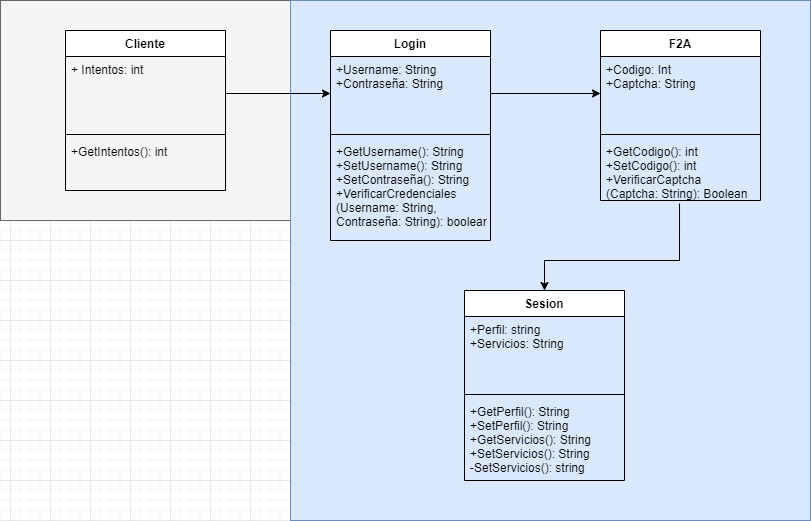 Cliente
+ Intentos: int
+GetIntentos(): int
Login
+Username: String
+Contraseña: String
+GetUsername(): String
+SetUsername(): String
+SetContraseña(): String
+VerificarCredenciales
(Username: String,
Contraseña: String): boolear
F2A
+Codigo: Int
+Captcha: String
+GetCodigo(): int
+SetCodigo(): int
+VerificarCaptcha
(Captcha: String): Boolean
Sesion
+Perfil: string
+Servicios: String
+GetPerfil(): String
+SetPerfil(): String
+GetServicios(): String
+SetServicios(): String
-SetServicios(): string